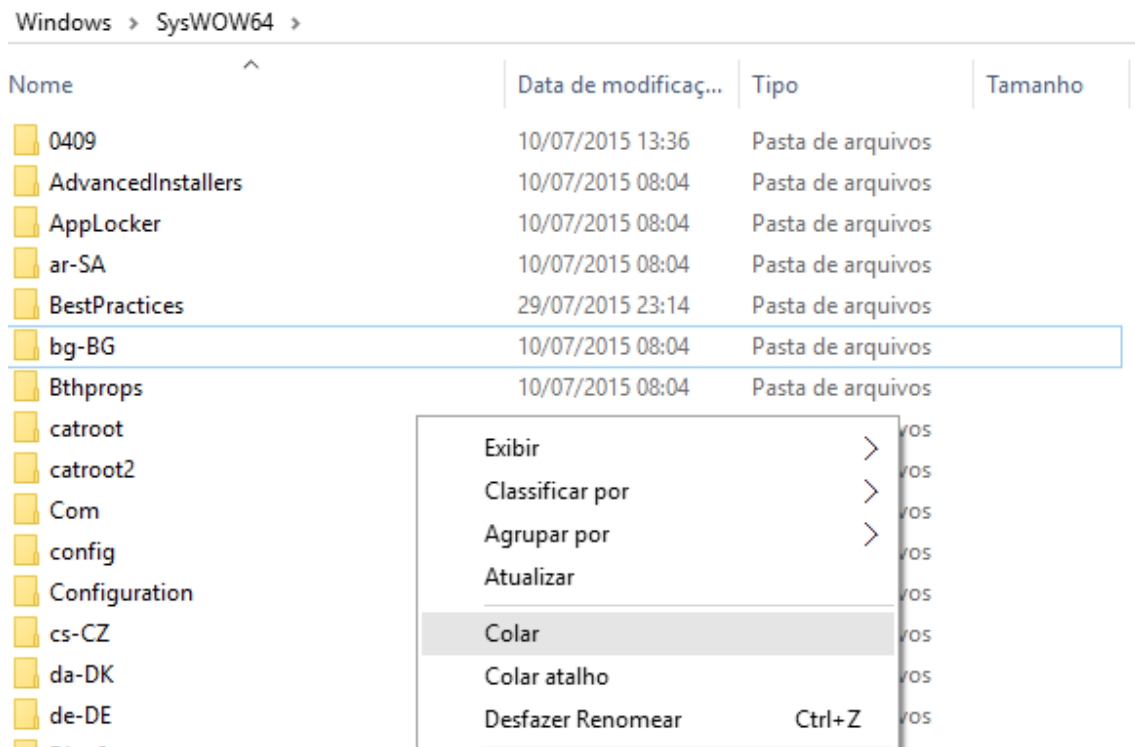 Windows > SysWOW64 >
Nome Data de modificaç... Tipo Tamanho
0409 10/07/2015 13:36 Pasta de arquivos
AdvancedInstallers 10/07/2015 08:04 Pasta de arquivos
AppLocker 10/07/2015 08:04 Pasta de arquivos
ar-SA 10/07/2015 08:04 Pasta de arquivos
BestPractices 29/07/2015 23:14 Pasta de arquivos
bg-BG 10/07/2015 08:04 Pasta de arquivos
Bthprops 10/07/2015 08:04 Pasta de arquivos
catroot
catroot2
Com
config
Configuration
cs-CZ
da-DK
de-DE
Exibir
Classificar por
Agrupar por
Atualizar
Colar
Colar atalho
Desfazer Renomear Ctrl+Z